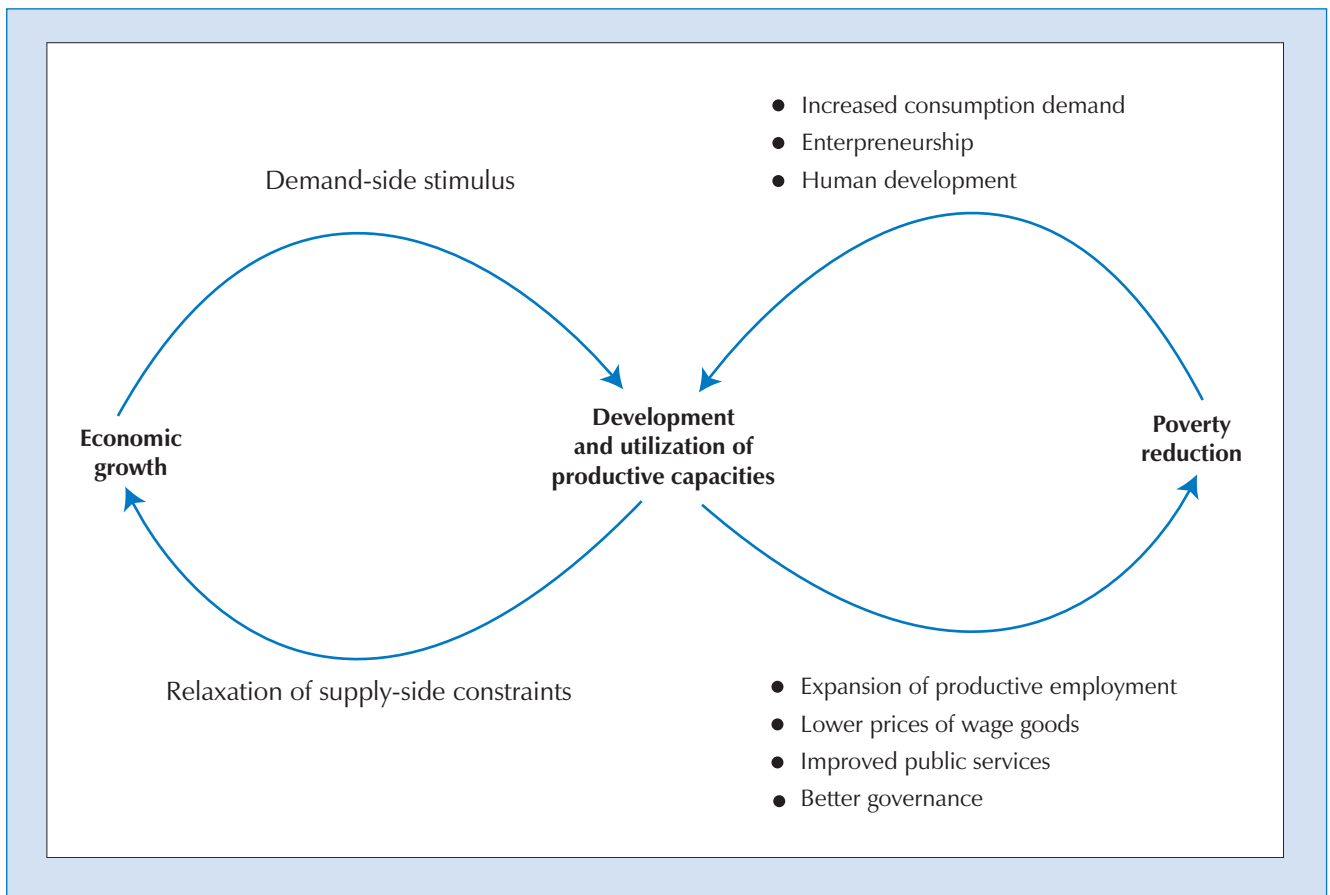 Increased consumption demand
Enterpreneurship
Human development
Demand-side stimulus
Economic
growth
Development
and utilization of
productive capacities
Poverty
reduction
Relaxation of supply-side constraints
Expansion of productive employment
Lower prices of wage goods
Improved public services
Better governance